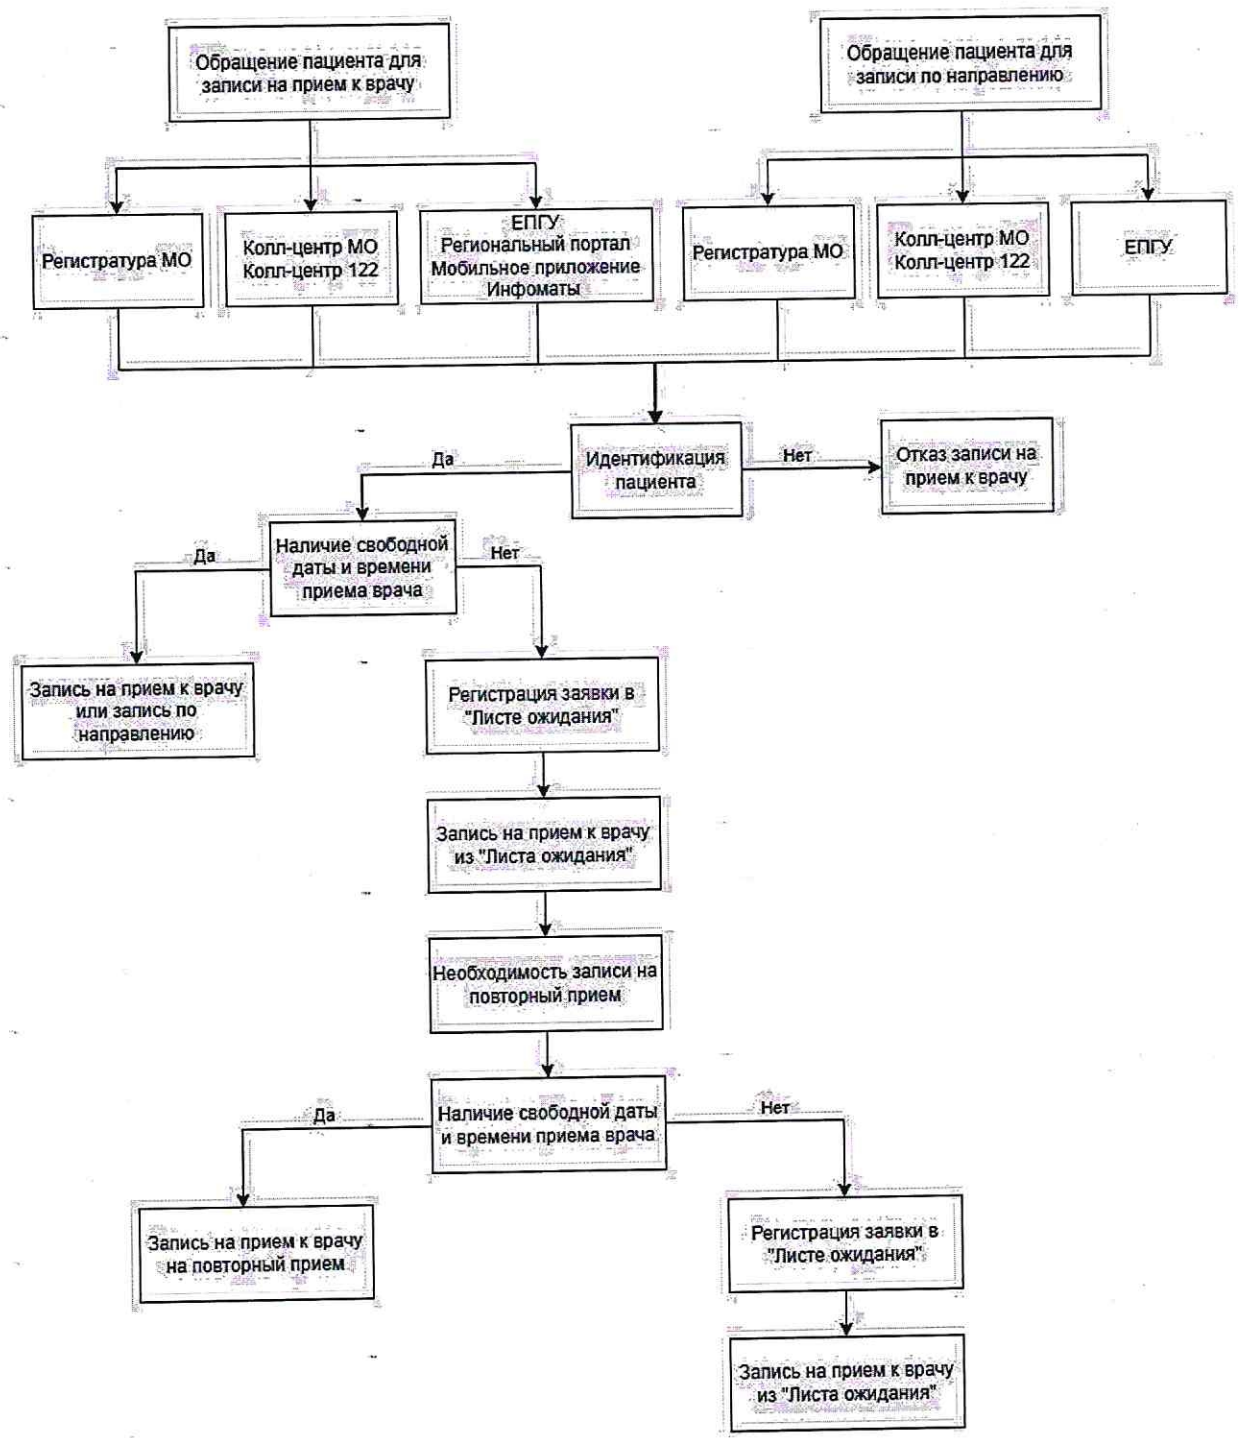 Обращение пациента для
записи на прием к врачу
Обращение пациента для
записи по направлению
Регистратура МО
Колл-центр МО
Колл-центр 122
ЕПГУ
Региональный портал
Мобильное приложение
Инфоматы
Регистратура МО
Колл-центр МО
Колл-центр 122
ЕПГУ
Идентификация
пациента
Да
Нет
Отказ записи на
прием к врачу
Наличие свободной
даты и времени
приема врача
Да
Нет
Запись на прием к врачу
или запись по
направлению
Регистрация заявки в
"Листе ожидания"
Запись на прием к врачу
из "Листа ожидания"
Необходимость записи на
повторный прием
Наличие свободной даты
и времени приема врача
Да
Нет
Запись на прием к врачу
на повторный прием
Регистрация заявки в
"Листе ожидания"
Запись на прием к врачу
из "Листа ожидания"